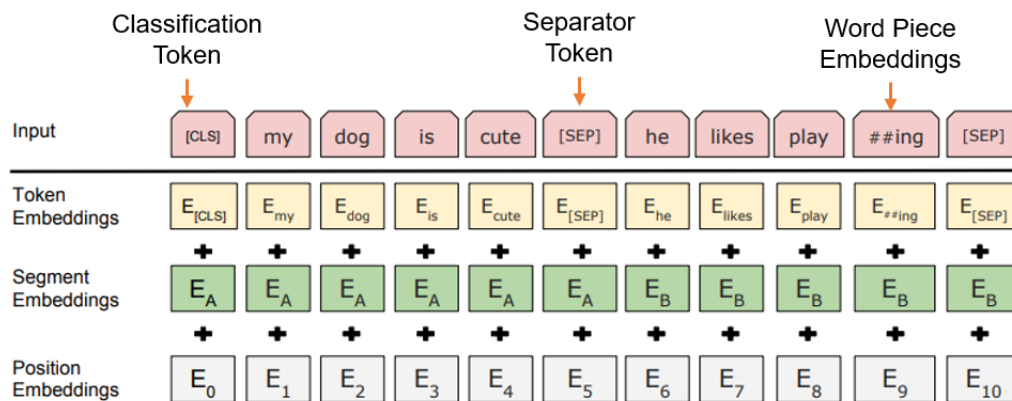 Classification
Token
Separator
Token
Word Piece
Embeddings
Input [CLS] my dog is cute [SEP] he likes play ##ing [SEP]
Token
Embeddings
E[CLS] Emy Edog Eis Ecute E[SEP] Ehe Elikes Eplay E##ing E[SEP]
+ + + + + + + + + + +
Segment
Embeddings
EA EA EA EA EA EA EB EB EB EB EB
+ + + + + + + + + + +
Position
Embeddings
E0 E1 E2 E3 E4 E5 E6 E7 E8 E9 E10